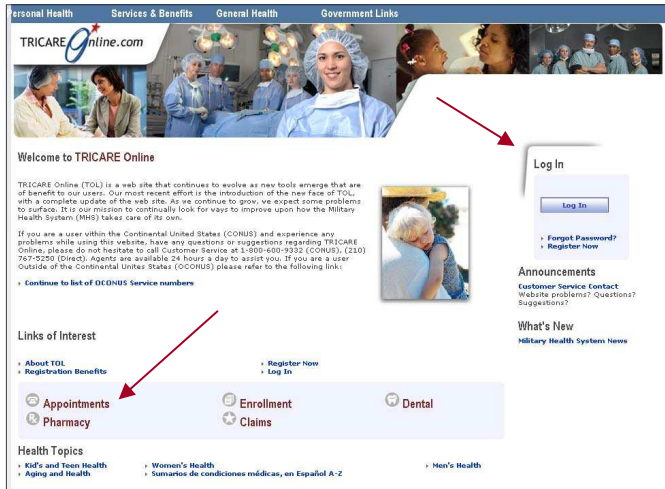 Personal Health Services & Benefits General Health Government Links
TRICARE Online.com
Welcome to TRICARE Online
TRICARE Online (TOL) is a web site that continues to evolve as new tools emerge that are
of benefit to our users. Our most recent effort is the introduction of the new face of TOL,
with a complete update of the web site. As we continue to grow, we expect some problems
to surface. It is our mission to continually look for ways to improve upon how the Military
Health System (MHS) takes care of its own.
If you are a user within the Continental United States (CONUS) and experience any
problems while using this website, have any questions or suggestions regarding TRICARE
Online, please do not hesitate to call Customer Service at 1-800-600-9332 (CONUS), (210)
767-5250 (Direct). Agents are available 24 hours a day to assist you. If you are a user
Outside of the Continental Unites States (OCONUS) please refer to the following link:
Continue to list of OCONUS Service numbers
Log In
Log In
Forgot Password?
Register Now
Announcements
Customer Service Contact
Website problems? Questions?
Suggestions?
What's New
Military Health System News
Links of Interest
About TOL Register Now
Registration Benefits Log In
Appointments Enrollment Dental
Pharmacy Claims
Health Topics
Kid's and Teen Health Women's Health Men's Health
Aging and Health Sumarios de condiciones médicas, en Español A-Z